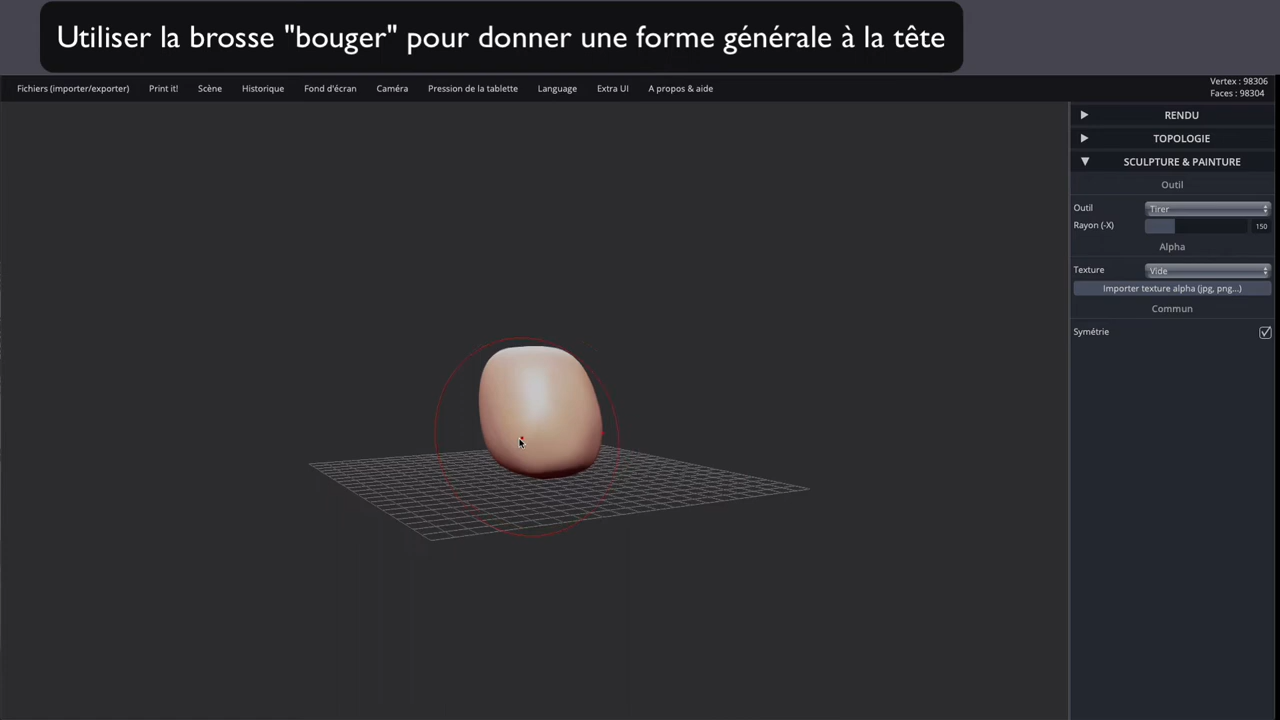 Utiliser la brosse "bouger" pour donner une forme générale à la tête
Fichiers (importer/exporter) Print it! Scène Historique Fond d'écran Caméra Pression de la tablette Language Extra UI A propos & aide
Vertex : 98306
Faces : 98304
RENDU
TOPOLOGIE
SCULPTURE & PAINTURE
Outil
Outil Tirer
Rayon (-X) 150
Alpha
Texture Vide
Importer texture alpha (jpg, png...)
Commun
Symétrie